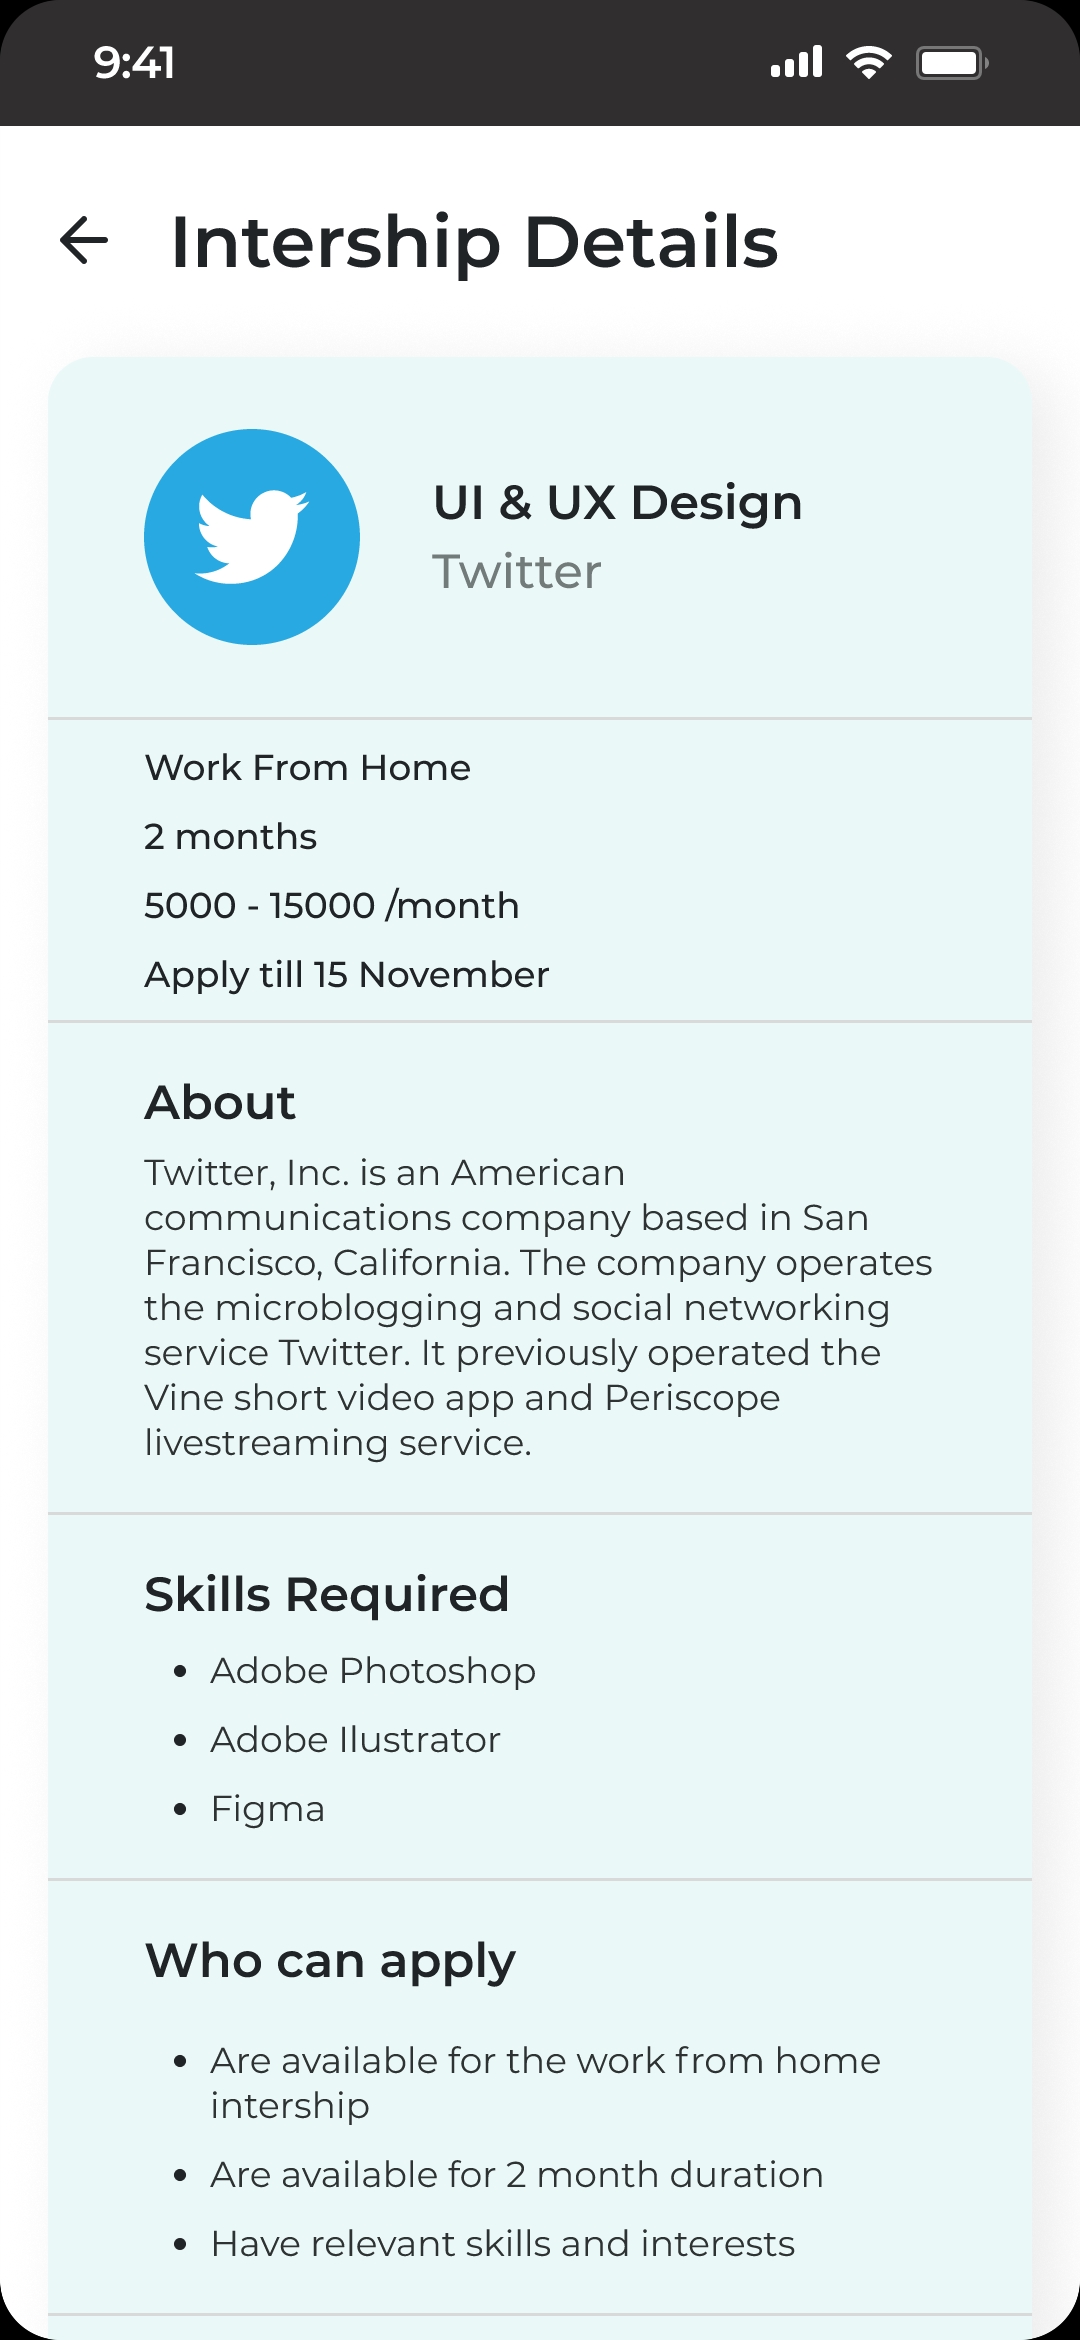 9:41
Intership Details
UI & UX Design
Twitter
Work From Home
2 months
5000 - 15000 /month
Apply till 15 November
About
Twitter, Inc. is an American
communications company based in San
Francisco, California. The company operates
the microblogging and social networking
service Twitter. It previously operated the
Vine short video app and Periscope
livestreaming service.
Skills Required
• Adobe Photoshop
• Adobe Ilustrator
• Figma
Who can apply
• Are available for the work from home
intership
• Are available for 2 month duration
• Have relevant skills and interests